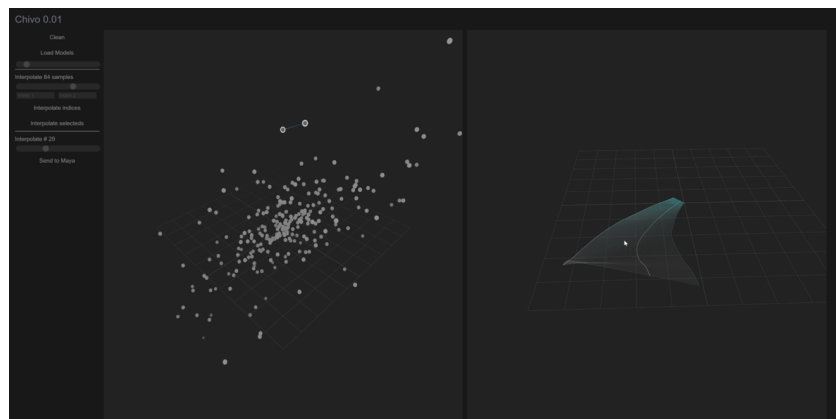 Chivo 0.01
Clean
Load Models
Interpolate 64 samples
Interpolate indices
Interpolate selecteds
Interpolate # 29
Send to Maya